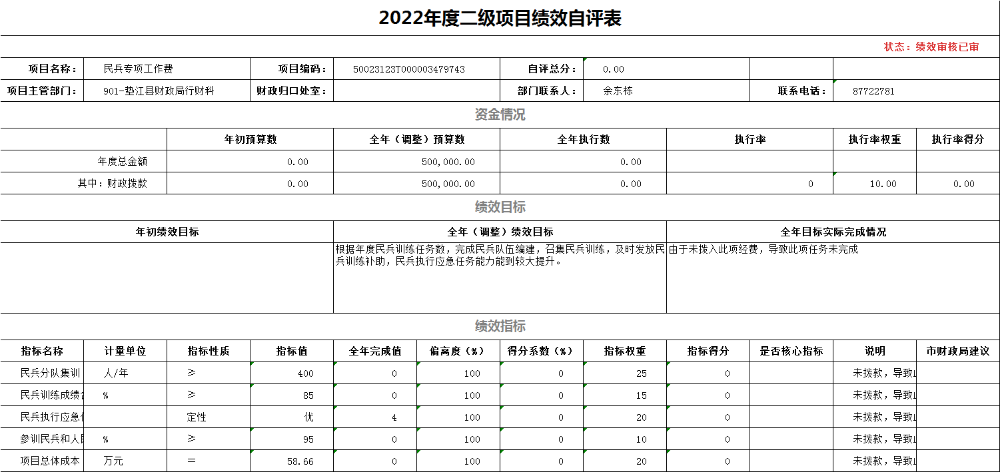 2022年度二级项目绩效自评表
状态：绩效审核已审
项目名称： 民兵专项工作费 项目编码： 50023123T000003479743 自评总分： 0.00
项目主管部门： 901-垫江县财政局行财科 财政归口处室： 部门联系人： 余东栋 联系电话： 87722781
资金情况
年初预算数 全年（调整）预算数 全年执行数 执行率 执行率权重 执行率得分
年度总金额 0.00 500,000.00 0.00
其中：财政拨款 0.00 500,000.00 0.00 0 10.00 0.00
绩效目标
年初绩效目标 全年（调整）绩效目标 全年目标实际完成情况
根据年度民兵训练任务数，完成民兵队伍编建，召集民兵训练，及时发放民 由于未拨入此项经费，导致此项任务未完成
兵训练补助，民兵执行应急任务能力能到较大提升。
绩效指标
指标名称 计量单位 指标性质 指标值 全年完成值 偏离度（%） 得分系数（%） 指标权重 指标得分 是否核心指标 说明 市财政局建议
民兵分队集训 人/年 ≥ 400 0 100 0 25 0 未拨款，导致
民兵训练成绩 % ≥ 85 0 100 0 15 0 未拨款，导致
民兵执行应急 定性 优 4 100 0 20 0 未拨款，导致
参训民兵和人 % ≥ 95 0 100 0 10 0 未拨款，导致
项目总体成本 万元 ＝ 58.66 0 100 0 20 0 未拨款，导致